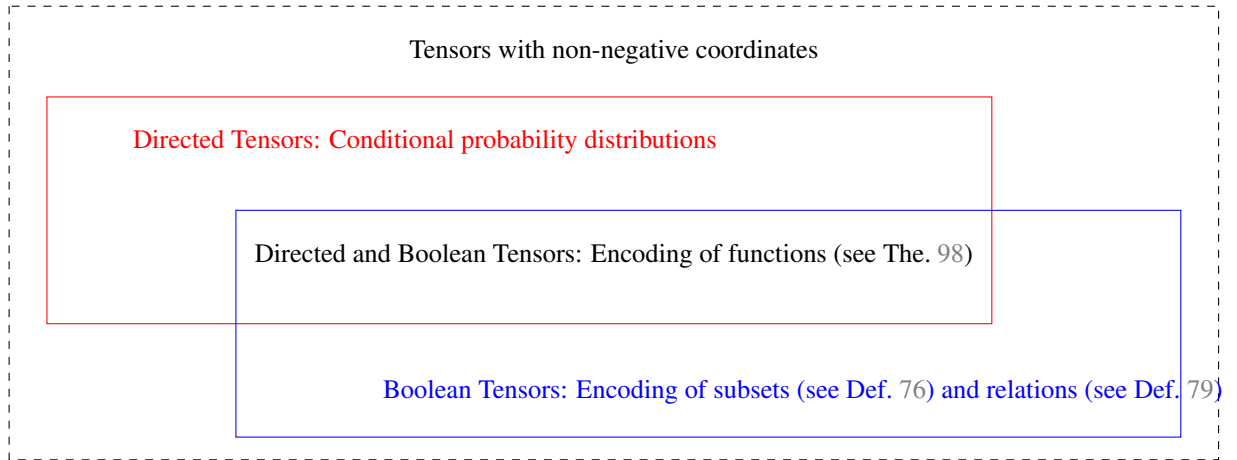 Tensors with non-negative coordinates
Directed Tensors: Conditional probability distributions
Directed and Boolean Tensors: Encoding of functions (see The. 98)
Boolean Tensors: Encoding of subsets (see Def. 76) and relations (see Def. 79)